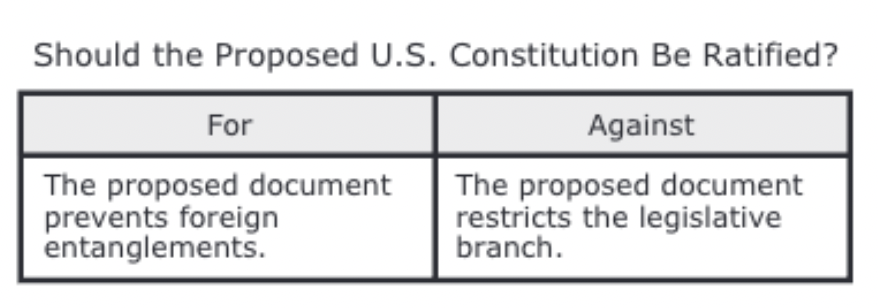 Should the Proposed U.S. Constitution Be Ratified?
For
Against
The proposed document
prevents foreign
entanglements.
The proposed document
restricts the legislative
branch.